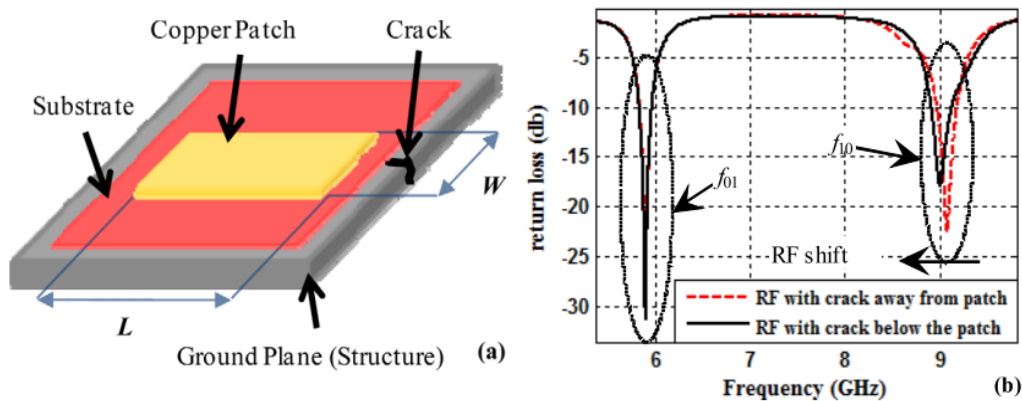 Copper Patch
Crack
Substrate
W
L
Ground Plane (Structure)
(a)
return loss (db)
-5
-10
-15
-20
-25
-30
f01
f10
RF shift
RF with crack away from patch
RF with crack below the patch
6
7
8
9
Frequency (GHz)
(b)